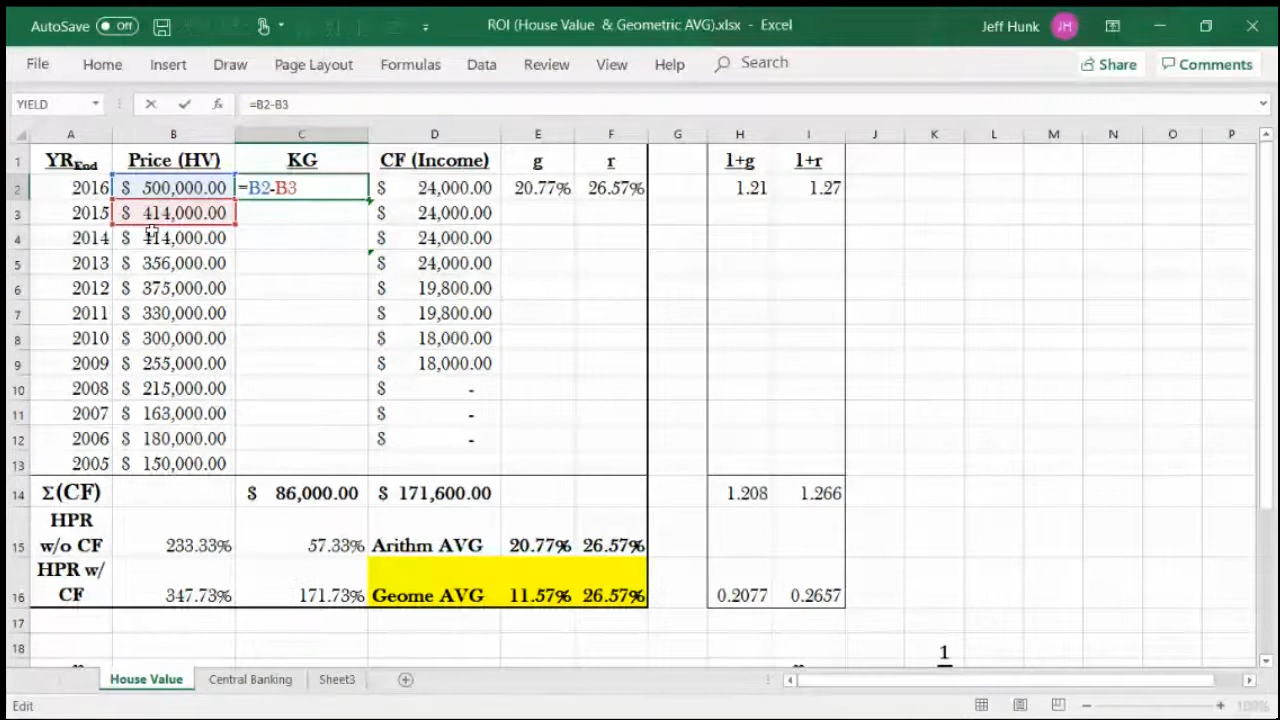 AutoSave Off ROI (House Value & Geometric AVG).xlsx - Excel Jeff Hunk JH
File Home Insert Draw Page Layout Formulas Data Review View Help Search Share Comments
YIELD fx =B2-B3
A B C D E F G H I J K L M N O P
1 YREnd Price (HV) KG CF (Income) g r 1+g 1+r
2 2016 $ 500,000.00 =B2-B3 $ 24,000.00 20.77% 26.57% 1.21 1.27
3 2015 $ 414,000.00 $ 24,000.00
4 2014 $ 414,000.00 $ 24,000.00
5 2013 $ 356,000.00 $ 24,000.00
6 2012 $ 375,000.00 $ 19,800.00
7 2011 $ 330,000.00 $ 19,800.00
8 2010 $ 300,000.00 $ 18,000.00
9 2009 $ 255,000.00 $ 18,000.00
10 2008 $ 215,000.00 $ -
11 2007 $ 163,000.00 $ -
12 2006 $ 180,000.00 $ -
13 2005 $ 150,000.00
14 Σ(CF) $ 86,000.00 $ 171,600.00 1.208 1.266
HPR
15 w/o CF 233.33% 57.33% Arithm AVG 20.77% 26.57%
HPR w/
16 CF 347.73% 171.73% Geome AVG 11.57% 26.57% 0.2077 0.2657
17
18 1
House Value Central Banking Sheet3
Edit